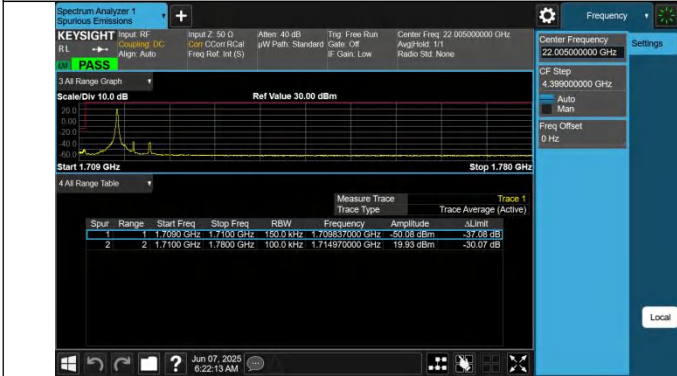 Spectrum Analyzer 1
Spurious Emissions
+
Frequency
KEYSIGHT Input: RF Input Z: 50 Ω Atten: 40 dB Trig: Free Run Center Freq: 22.005000000 GHz
RL Coupling: DC Corr CCorr RCal µW Path: Standard Gate: Off Avg|Hold: 1/1
Align: Auto Freq Ref: Int (S) IF Gain: Low Radio Std: None
PASS
Center Frequency
22.005000000 GHz
Settings
CF Step
4.399000000 GHz
Auto
Man
Freq Offset
0 Hz
3 All Range Graph
Scale/Div 10.0 dB Ref Value 30.00 dBm
20.0
0.00
-20.0
-40.0
-60.0
Start 1.709 GHz Stop 1.780 GHz
4 All Range Table
Measure Trace Trace 1
Trace Type Trace Average (Active)
Spur Range Start Freq Stop Freq RBW Frequency Amplitude ΔLimit
1 1 1.7090 GHz 1.7100 GHz 150.0 kHz 1.709837000 GHz -50.08 dBm -37.08 dB
2 2 1.7100 GHz 1.7800 GHz 100.0 kHz 1.714970000 GHz 19.93 dBm -30.07 dB
Local
?
Jun 07, 2025
6:22:13 AM